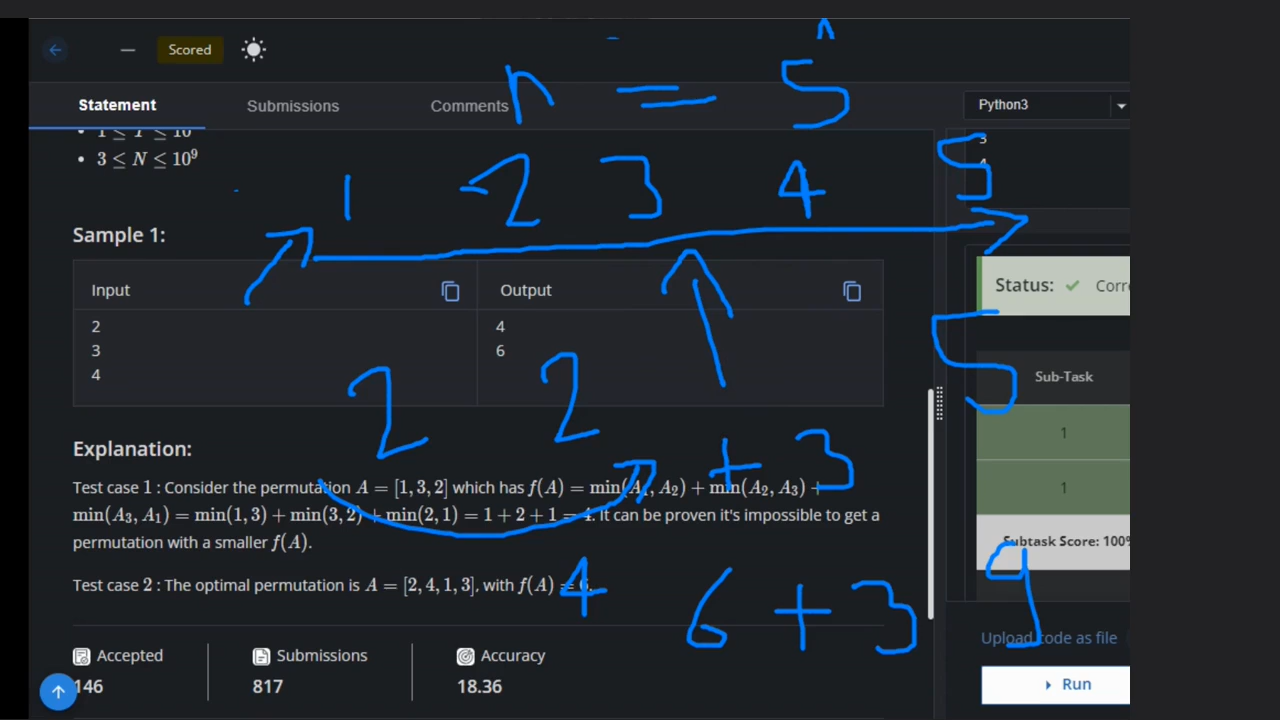 Scored
n = 5
Statement Submissions Comments
Python3
3 ≤ N ≤ 10⁹
3
4
1 2 3 4 5
Sample 1:
Input Output
2
3
4
4
6
Status: Corre
5
Sub-Task
2 2 + 3
1
1
Explanation:
Test case 1 : Consider the permutation A = [1, 3, 2] which has f(A) = min(A₁, A₂) + min(A₂, A₃) +
min(A₃, A₁) = min(1, 3) + min(3, 2) + min(2, 1) = 1 + 2 + 1 = 4. It can be proven it's impossible to get a
permutation with a smaller f(A).
Subtask Score: 100%
Test case 2 : The optimal permutation is A = [2, 4, 1, 3], with f(A) = 6.
4 6 + 3 9
Upload code as file
Accepted Submissions Accuracy
146 817 18.36
Run